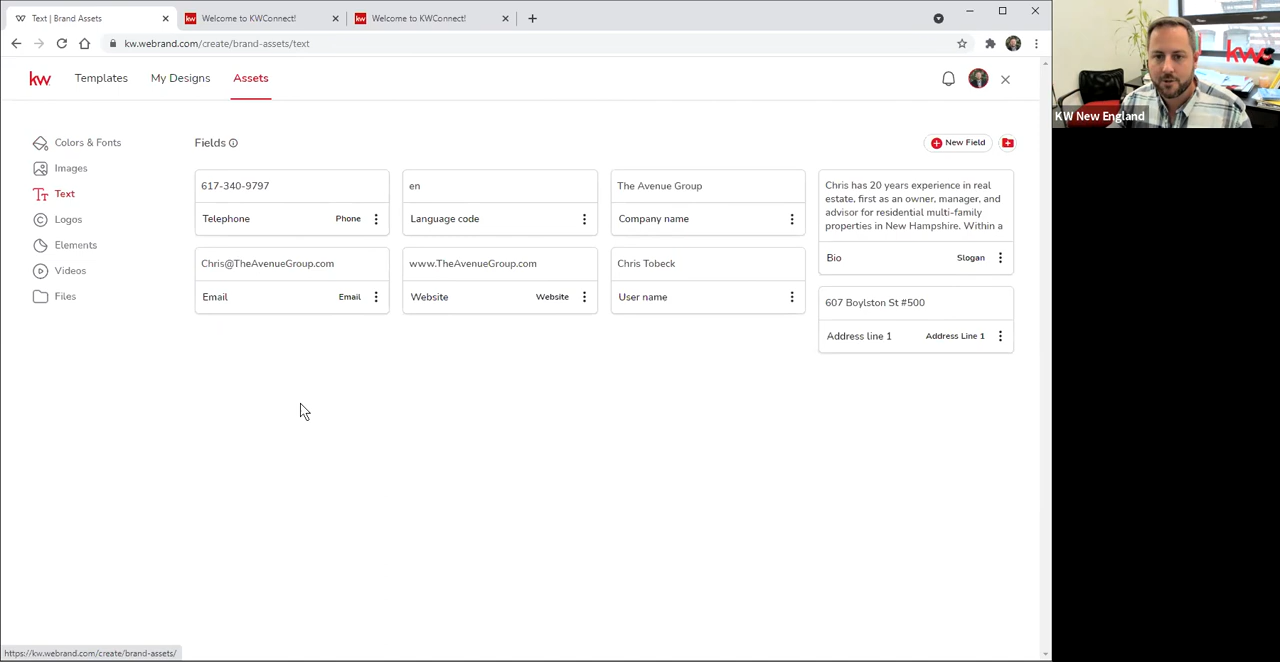 Text | Brand Assets
Welcome to KWConnect!
Welcome to KWConnect!
kw.webrand.com/create/brand-assets/text
kw
Templates
My Designs
Assets
Colors & Fonts
Images
Text
Logos
Elements
Videos
Files
Fields
New Field
617-340-9797
Telephone Phone
en
Language code
The Avenue Group
Company name
Chris has 20 years experience in real
estate, first as an owner, manager, and
advisor for residential multi-family
properties in New Hampshire. Within a
Bio Slogan
Chris@TheAvenueGroup.com
Email Email
www.TheAvenueGroup.com
Website Website
Chris Tobeck
User name
607 Boylston St #500
Address line 1 Address Line 1
https://kw.webrand.com/create/brand-assets/
kw
KW New England